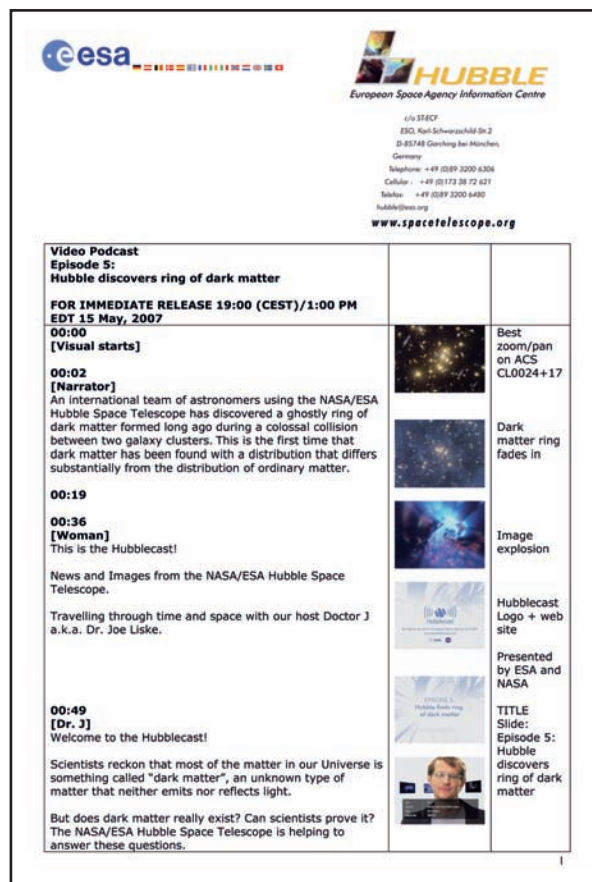 esa
HUBBLE
European Space Agency Information Centre
c/o ST-ECF
ESO, Karl-Schwarzschild-Str.2
D-85748 Garching bei München,
Germany
Telephone: +49 (0)89 3200 6306
Cellular : +49 (0)173 38 72 621
Telefax: +49 (0)89 3200 6480
hubble@eso.org
www.spacetelescope.org
Video Podcast
Episode 5:
Hubble discovers ring of dark matter
FOR IMMEDIATE RELEASE 19:00 (CEST)/1:00 PM
EDT 15 May, 2007
00:00
[Visual starts]
00:02
[Narrator]
An international team of astronomers using the NASA/ESA
Hubble Space Telescope has discovered a ghostly ring of
dark matter formed long ago during a colossal collision
between two galaxy clusters. This is the first time that
dark matter has been found with a distribution that differs
substantially from the distribution of ordinary matter.
00:19
00:36
[Woman]
This is the Hubblecast!
News and Images from the NASA/ESA Hubble Space
Telescope.
Travelling through time and space with our host Doctor J
a.k.a. Dr. Joe Liske.
00:49
[Dr. J]
Welcome to the Hubblecast!
Scientists reckon that most of the matter in our Universe is
something called “dark matter”, an unknown type of
matter that neither emits nor reflects light.
But does dark matter really exist? Can scientists prove it?
The NASA/ESA Hubble Space Telescope is helping to
answer these questions.
hubblecast
EPISODE 5:
Hubble finds ring
of dark matter
Best
zoom/pan
on ACS
CL0024+17
Dark
matter ring
fades in
Image
explosion
Hubblecast
Logo + web
site
Presented
by ESA and
NASA
TITLE
Slide:
Episode 5:
Hubble
discovers
ring of dark
matter
1